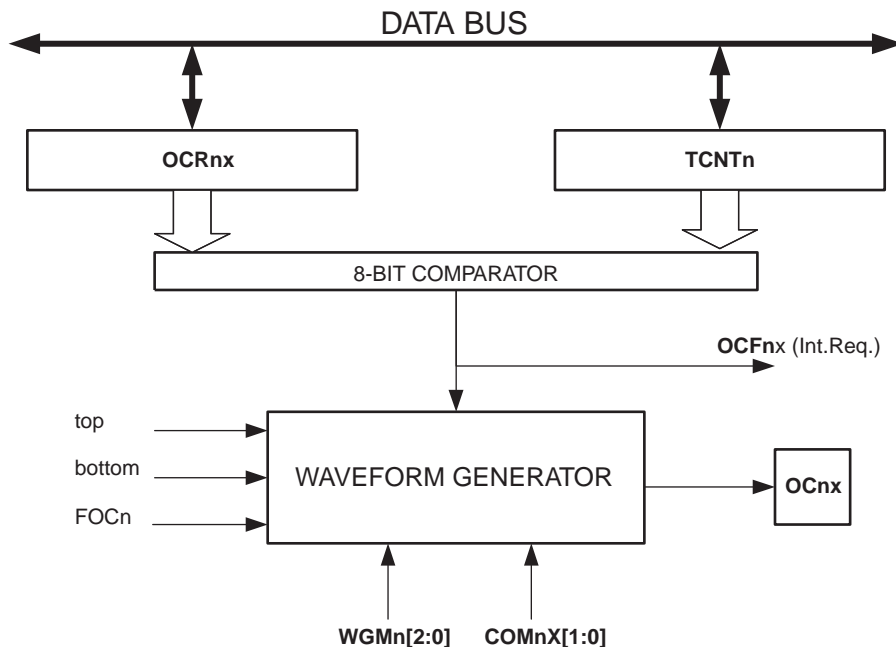 DATA BUS
OCRnx
TCNTn
8-BIT COMPARATOR
OCFnx (Int.Req.)
top
bottom
FOCn
WAVEFORM GENERATOR
OCnx
WGMn[2:0]
COMnX[1:0]